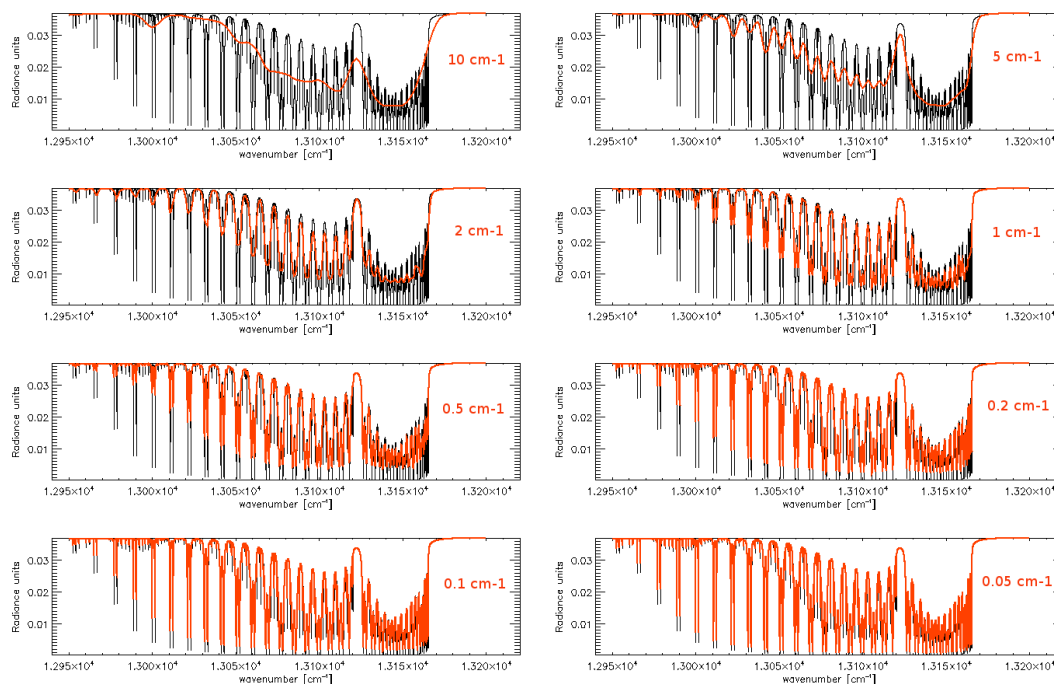 0.03
0.02
0.01
Radiance units
10 cm-1
1.295×10⁴ 1.300×10⁴ 1.305×10⁴ 1.310×10⁴ 1.315×10⁴ 1.320×10⁴
wavenumber [cm⁻¹]
0.03
0.02
0.01
Radiance units
5 cm-1
1.295×10⁴ 1.300×10⁴ 1.305×10⁴ 1.310×10⁴ 1.315×10⁴ 1.320×10⁴
wavenumber [cm⁻¹]
0.03
0.02
0.01
Radiance units
2 cm-1
1.295×10⁴ 1.300×10⁴ 1.305×10⁴ 1.310×10⁴ 1.315×10⁴ 1.320×10⁴
wavenumber [cm⁻¹]
0.03
0.02
0.01
Radiance units
1 cm-1
1.295×10⁴ 1.300×10⁴ 1.305×10⁴ 1.310×10⁴ 1.315×10⁴ 1.320×10⁴
wavenumber [cm⁻¹]
0.03
0.02
0.01
Radiance units
0.5 cm-1
1.295×10⁴ 1.300×10⁴ 1.305×10⁴ 1.310×10⁴ 1.315×10⁴ 1.320×10⁴
wavenumber [cm⁻¹]
0.03
0.02
0.01
Radiance units
0.2 cm-1
1.295×10⁴ 1.300×10⁴ 1.305×10⁴ 1.310×10⁴ 1.315×10⁴ 1.320×10⁴
wavenumber [cm⁻¹]
0.03
0.02
0.01
Radiance units
0.1 cm-1
1.295×10⁴ 1.300×10⁴ 1.305×10⁴ 1.310×10⁴ 1.315×10⁴ 1.320×10⁴
wavenumber [cm⁻¹]
0.03
0.02
0.01
Radiance units
0.05 cm-1
1.295×10⁴ 1.300×10⁴ 1.305×10⁴ 1.310×10⁴ 1.315×10⁴ 1.320×10⁴
wavenumber [cm⁻¹]